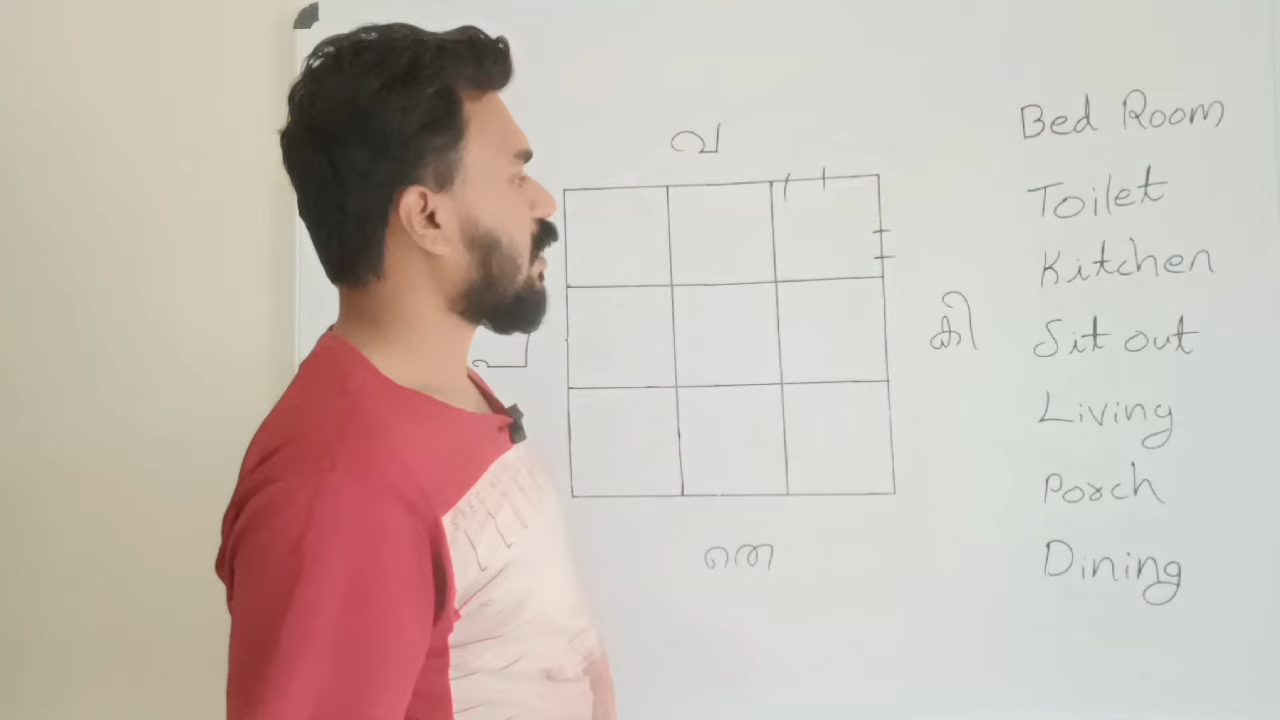 വ
Bed Room
Toilet
Kitchen
കി
Sit out
Living
Porch
തെ
Dining